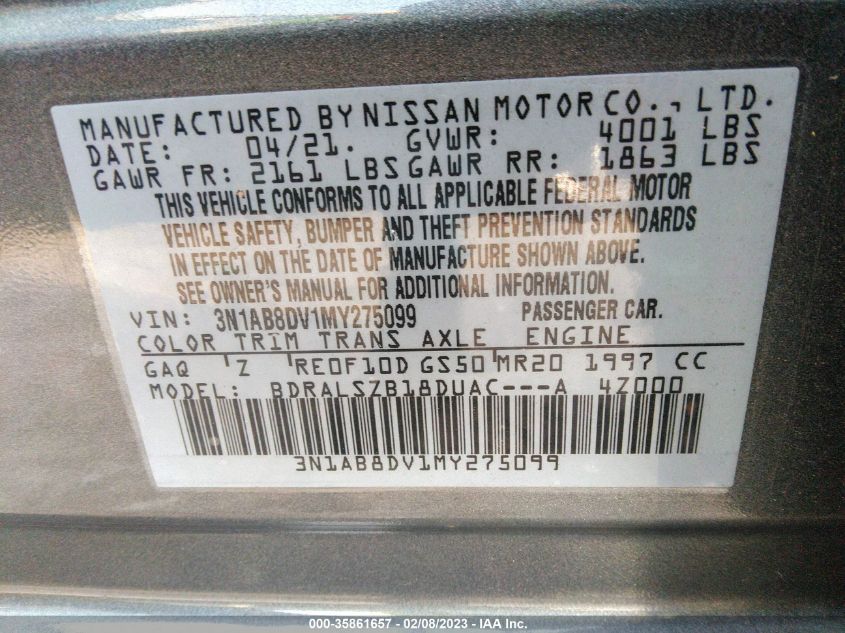 MANUFACTURED BY NISSAN MOTOR CO., LTD.
DATE: 04/21. GVWR: 4001 LBS
GAWR FR: 2161 LBS GAWR RR: 1863 LBS
THIS VEHICLE CONFORMS TO ALL APPLICABLE FEDERAL MOTOR
VEHICLE SAFETY, BUMPER AND THEFT PREVENTION STANDARDS
IN EFFECT ON THE DATE OF MANUFACTURE SHOWN ABOVE.
SEE OWNER'S MANUAL FOR ADDITIONAL INFORMATION.
VIN: 3N1AB8DV1MY275099 PASSENGER CAR.
COLOR TRIM TRANS AXLE ENGINE
GAQ Z RE0F10D GS50 MR20 1997 CC
MODEL: BDRALSZB18DUAC---A 4Z000
3N1AB8DV1MY275099
000-35861657 - 02/08/2023 - IAA Inc.